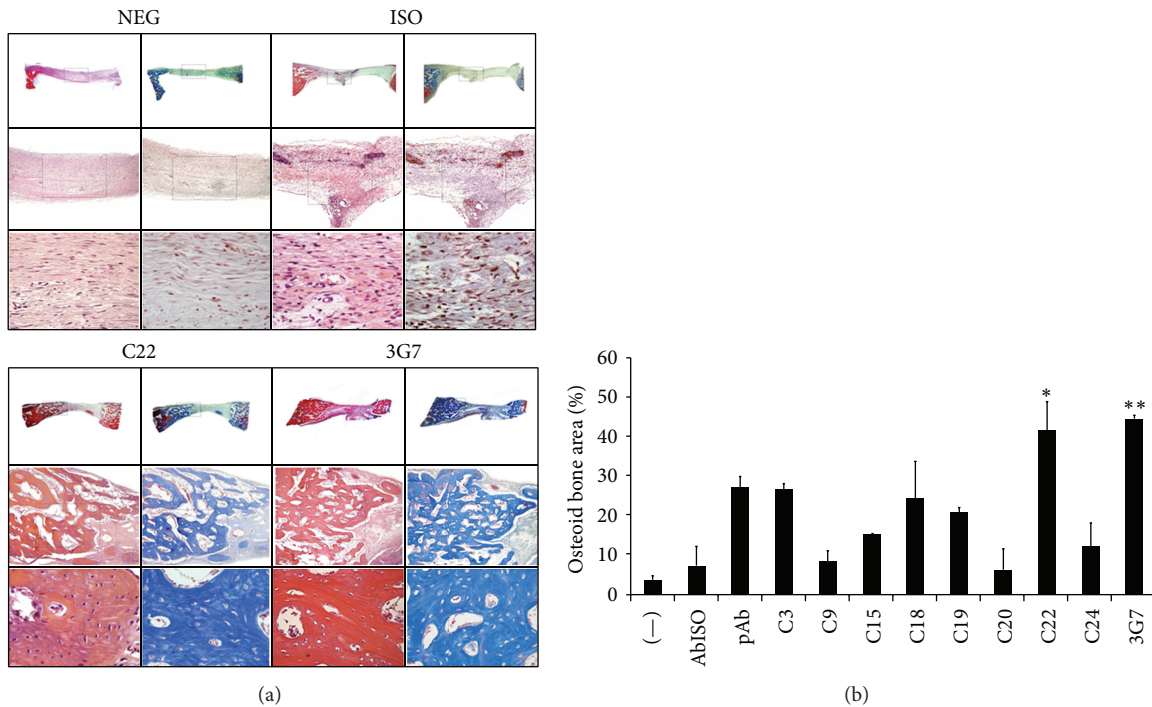 NEG ISO
C22 3G7
(a)
Osteoid bone area (%)
60
50
40
30
20
10
0
* **
(—) AbISO pAb C3 C9 C15 C18 C19 C20 C22 C24 3G7
(b)